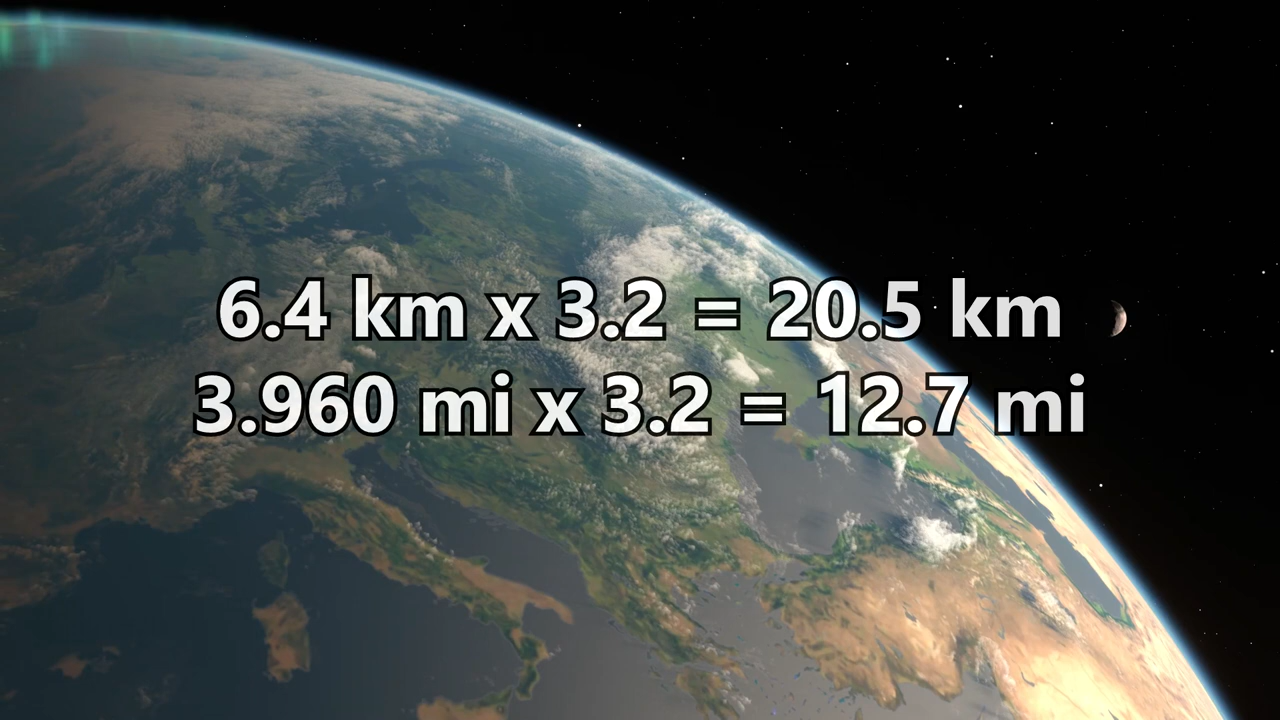 6.4 km x 3.2 = 20.5 km
3.960 mi x 3.2 = 12.7 mi